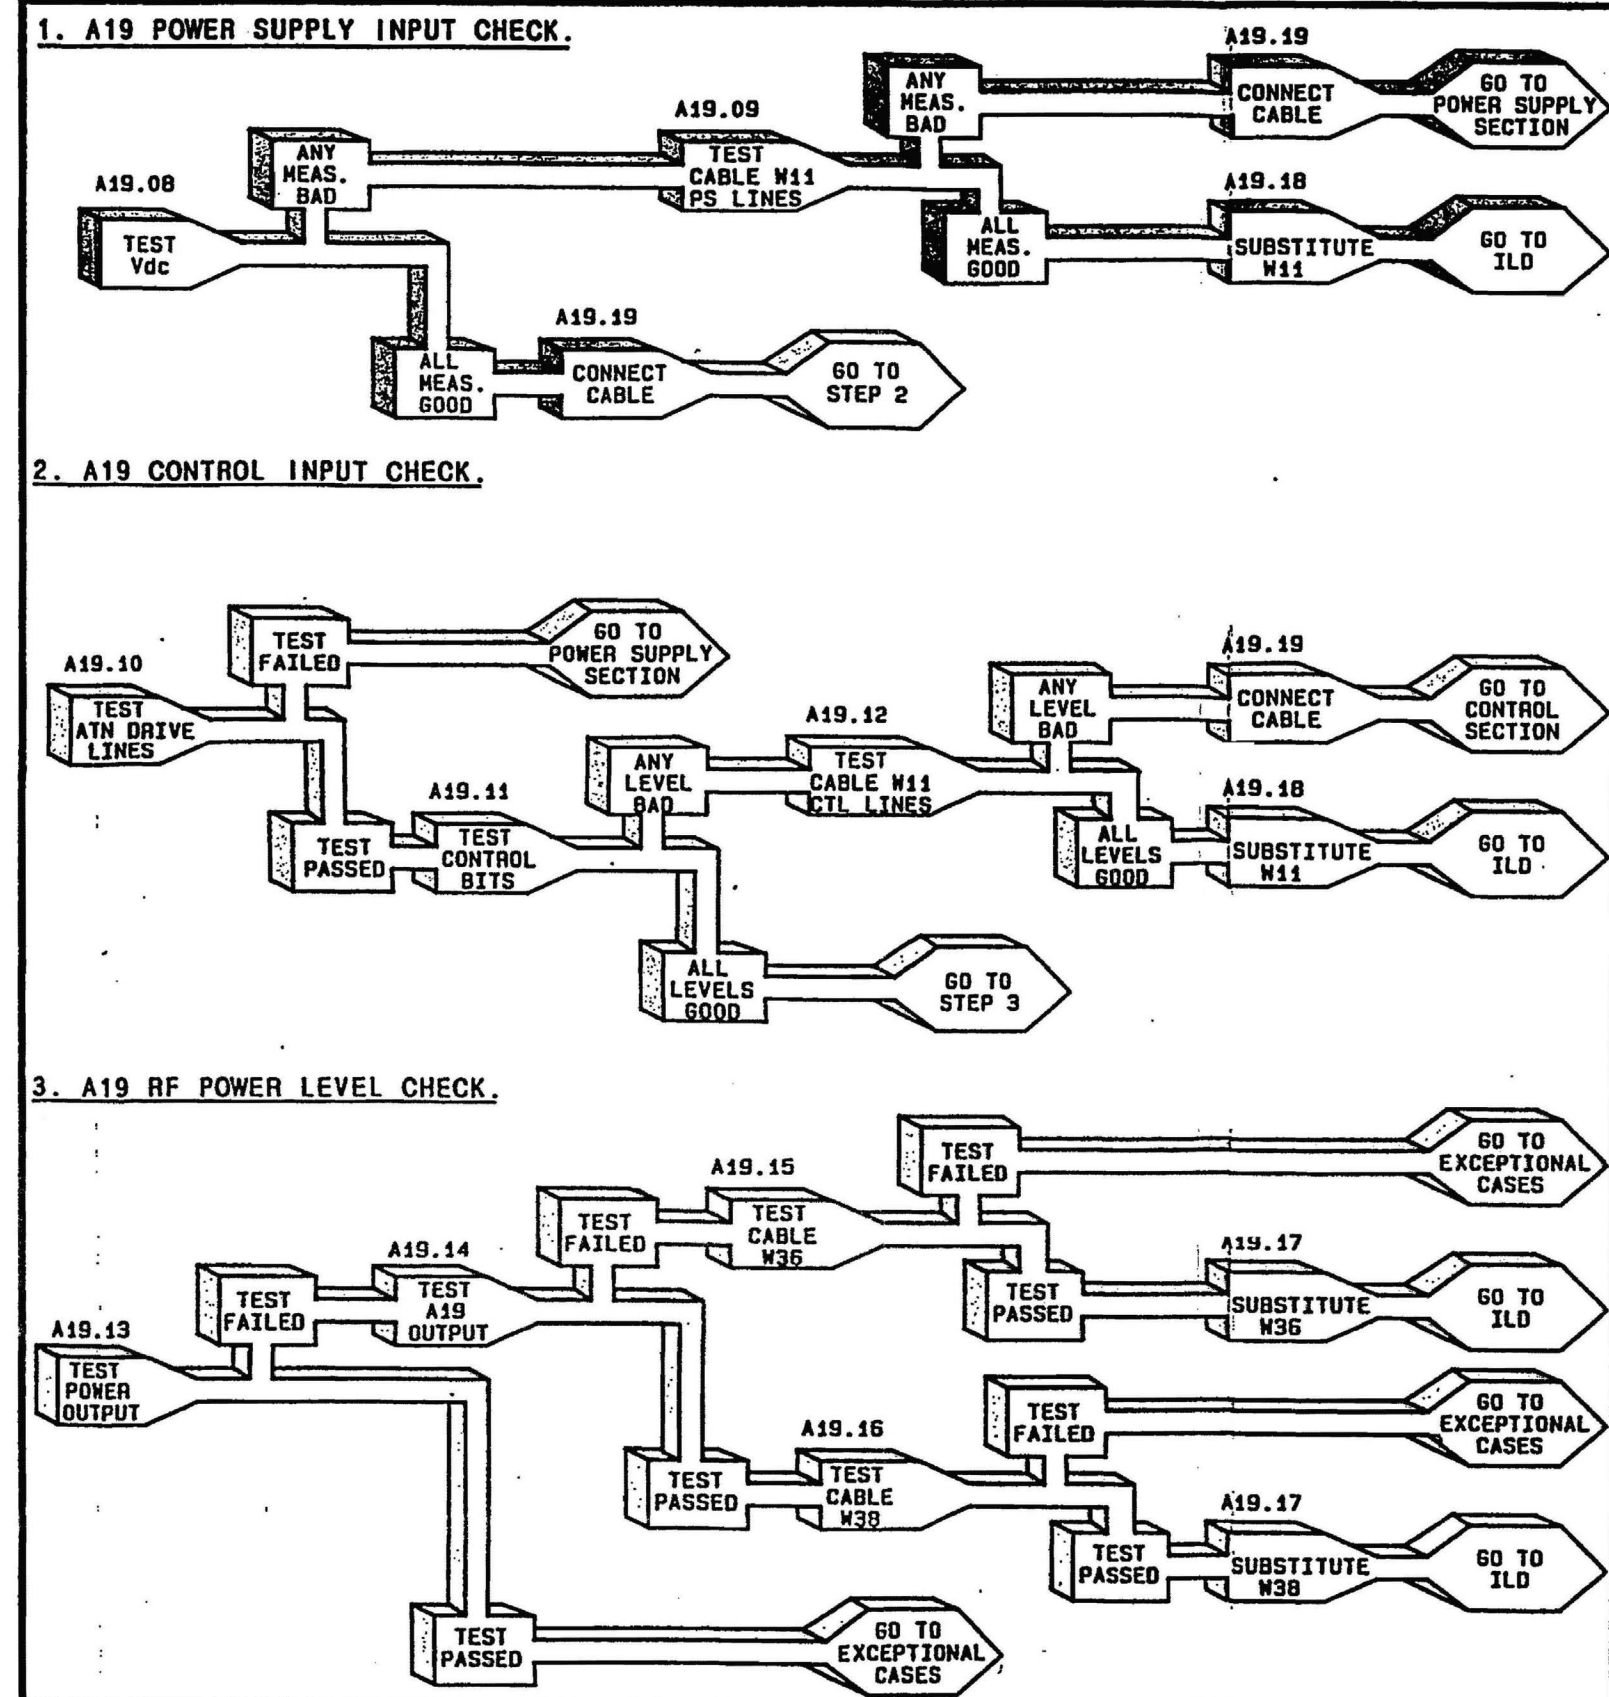 1. A19 POWER SUPPLY INPUT CHECK.
A19.08
TEST
Vdc
ANY
MEAS.
BAD
A19.09
TEST
CABLE W11
PS LINES
ANY
MEAS.
BAD
A19.19
CONNECT
CABLE
GO TO
POWER SUPPLY
SECTION
ALL
MEAS.
GOOD
A19.18
SUBSTITUTE
W11
GO TO
ILD
ALL
MEAS.
GOOD
A19.19
CONNECT
CABLE
GO TO
STEP 2
2. A19 CONTROL INPUT CHECK.
A19.10
TEST
ATN DRIVE
LINES
TEST
FAILED
GO TO
POWER SUPPLY
SECTION
TEST
PASSED
A19.11
TEST
CONTROL
BITS
ANY
LEVEL
BAD
A19.12
TEST
CABLE W11
CTL LINES
ANY
LEVEL
BAD
A19.19
CONNECT
CABLE
GO TO
CONTROL
SECTION
ALL
LEVELS
GOOD
A19.18
SUBSTITUTE
W11
GO TO
ILD
ALL
LEVELS
GOOD
GO TO
STEP 3
3. A19 RF POWER LEVEL CHECK.
A19.13
TEST
POWER
OUTPUT
TEST
FAILED
A19.14
TEST
A19
OUTPUT
TEST
FAILED
A19.15
TEST
CABLE
W36
TEST
FAILED
GO TO
EXCEPTIONAL
CASES
TEST
PASSED
A19.17
SUBSTITUTE
W36
GO TO
ILD
TEST
PASSED
A19.16
TEST
CABLE
W38
TEST
FAILED
GO TO
EXCEPTIONAL
CASES
TEST
PASSED
A19.17
SUBSTITUTE
W38
GO TO
ILD
TEST
PASSED
GO TO
EXCEPTIONAL
CASES